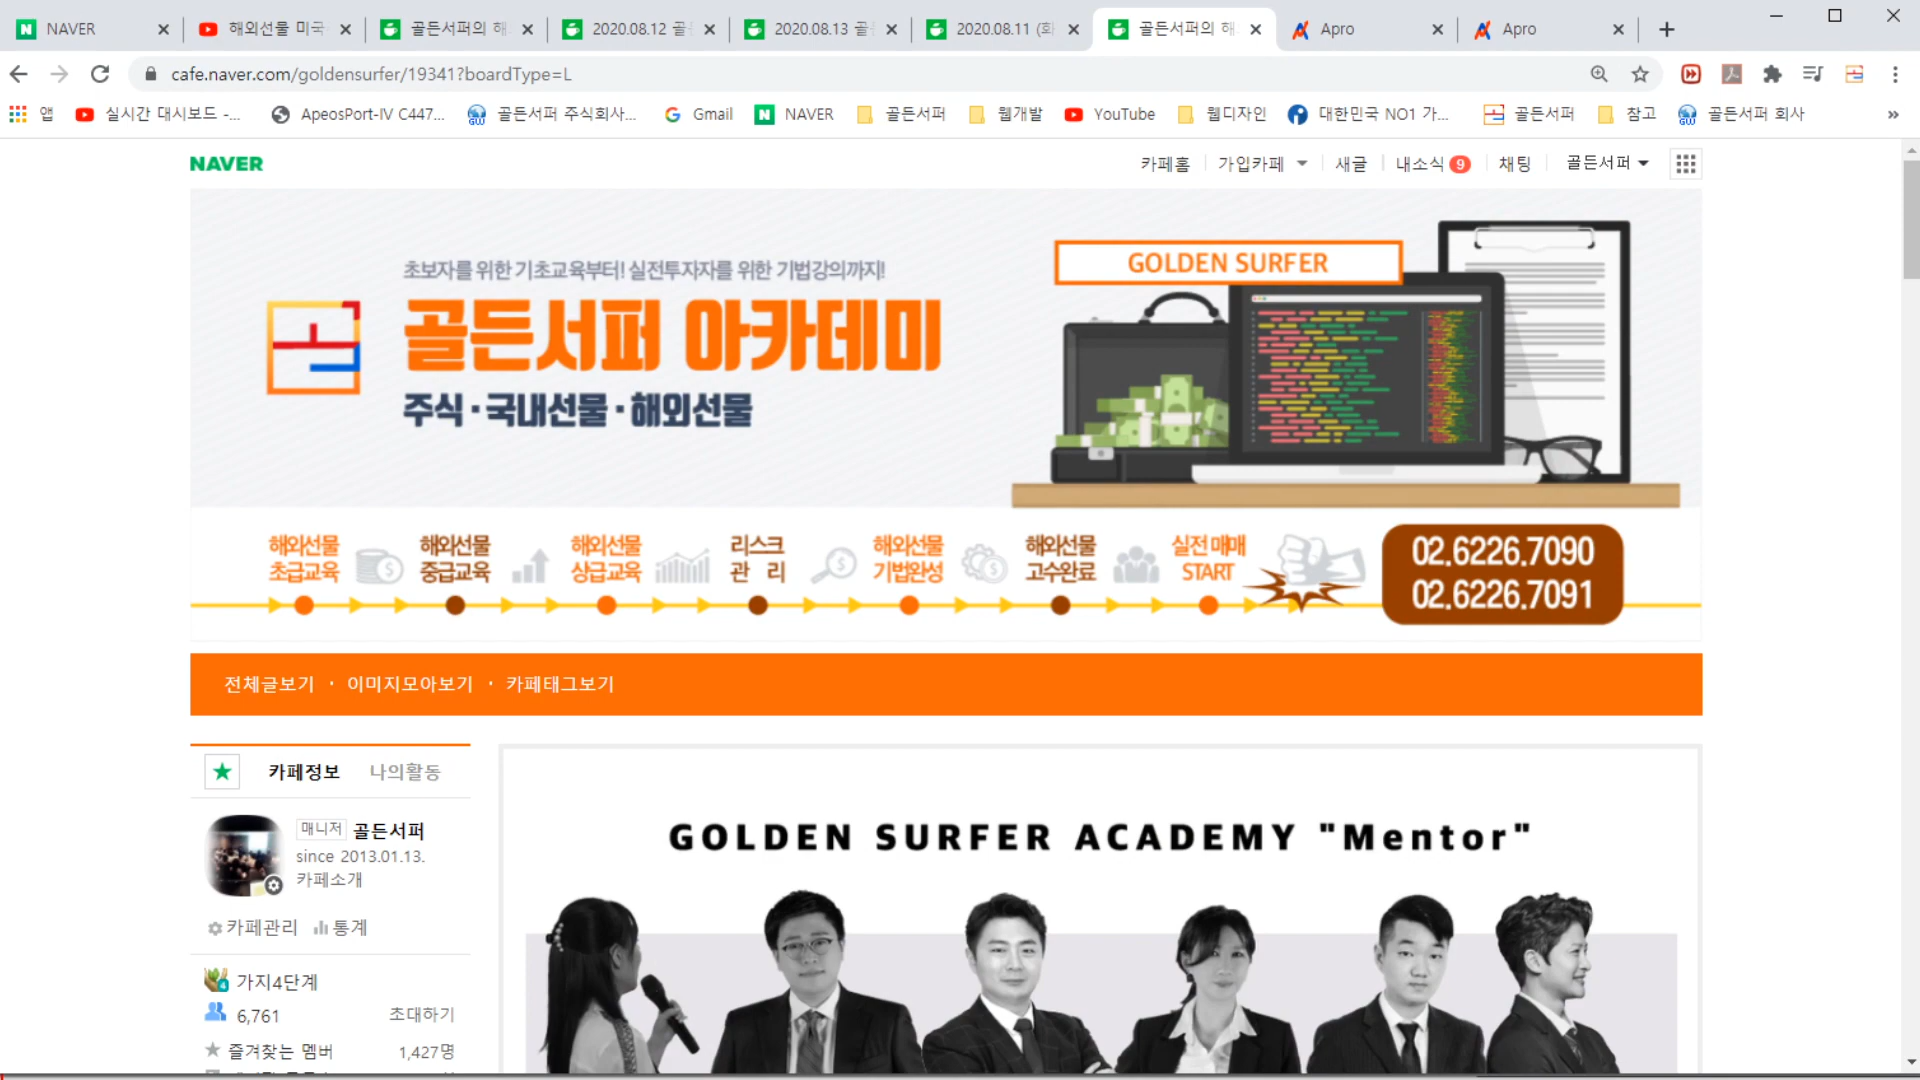 NAVER
해외선물 미국
골든서퍼의 해
2020.08.12 골
2020.08.13 골
2020.08.11 (화
골든서퍼의 해
Apro
Apro
cafe.naver.com/goldensurfer/19341?boardType=L
앱
실시간 대시보드 -...
ApeosPort-IV C447...
골든서퍼 주식회사...
Gmail
NAVER
골든서퍼
웹개발
YouTube
웹디자인
대한민국 NO1 가...
골든서퍼
참고
골든서퍼 회사
NAVER
카페홈
가입카페
새글
내소식 9
채팅
골든서퍼
초보자를 위한 기초교육부터! 실전투자자를 위한 기법강의까지!
골든서퍼 아카데미
주식·국내선물·해외선물
GOLDEN SURFER
해외선물
초급교육
해외선물
중급교육
해외선물
상급교육
리스크
관 리
해외선물
기법완성
해외선물
고수완료
실전 매매
START
02.6226.7090
02.6226.7091
전체글보기 · 이미지모아보기 · 카페태그보기
카페정보
나의활동
매니저 골든서퍼
since 2013.01.13.
카페소개
카페관리
통계
가지4단계
6,761
초대하기
즐겨찾는 멤버
1,427명
GOLDEN SURFER ACADEMY "Mentor"